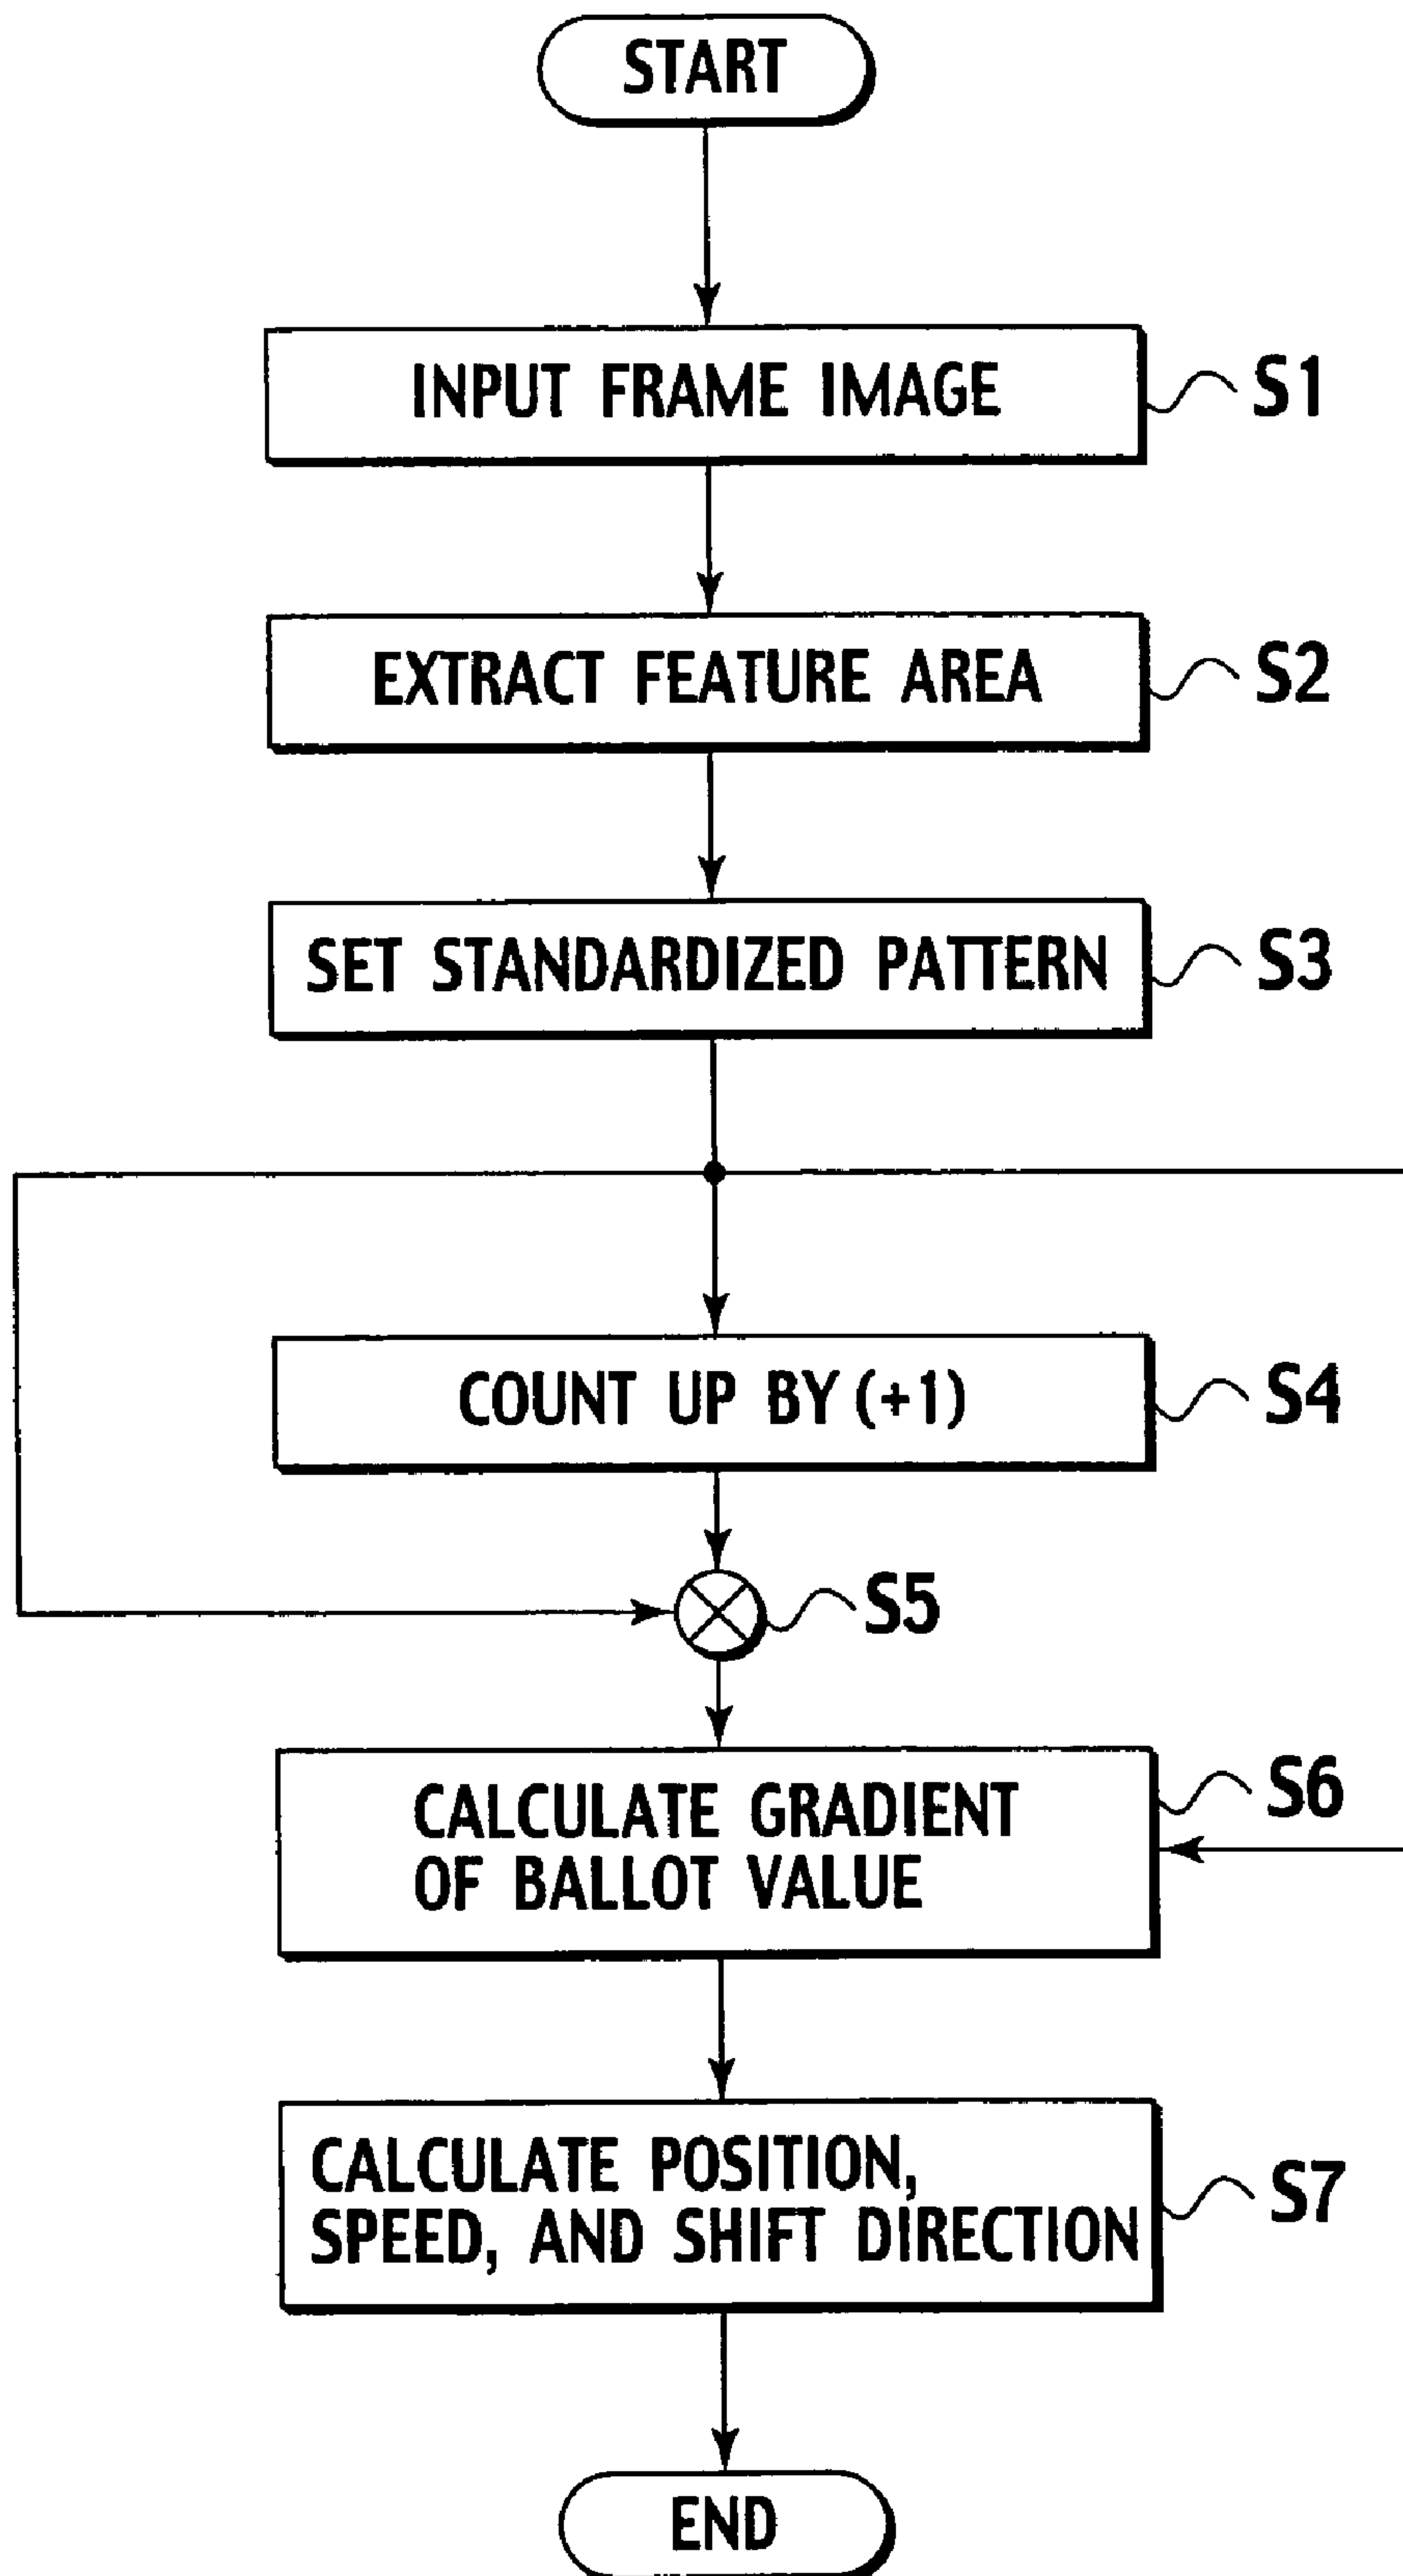 START
INPUT FRAME IMAGE
S1
EXTRACT FEATURE AREA
S2
SET STANDARDIZED PATTERN
S3
COUNT UP BY (+1)
S4
S5
CALCULATE GRADIENT
OF BALLOT VALUE
S6
CALCULATE POSITION,
SPEED, AND SHIFT DIRECTION
S7
END